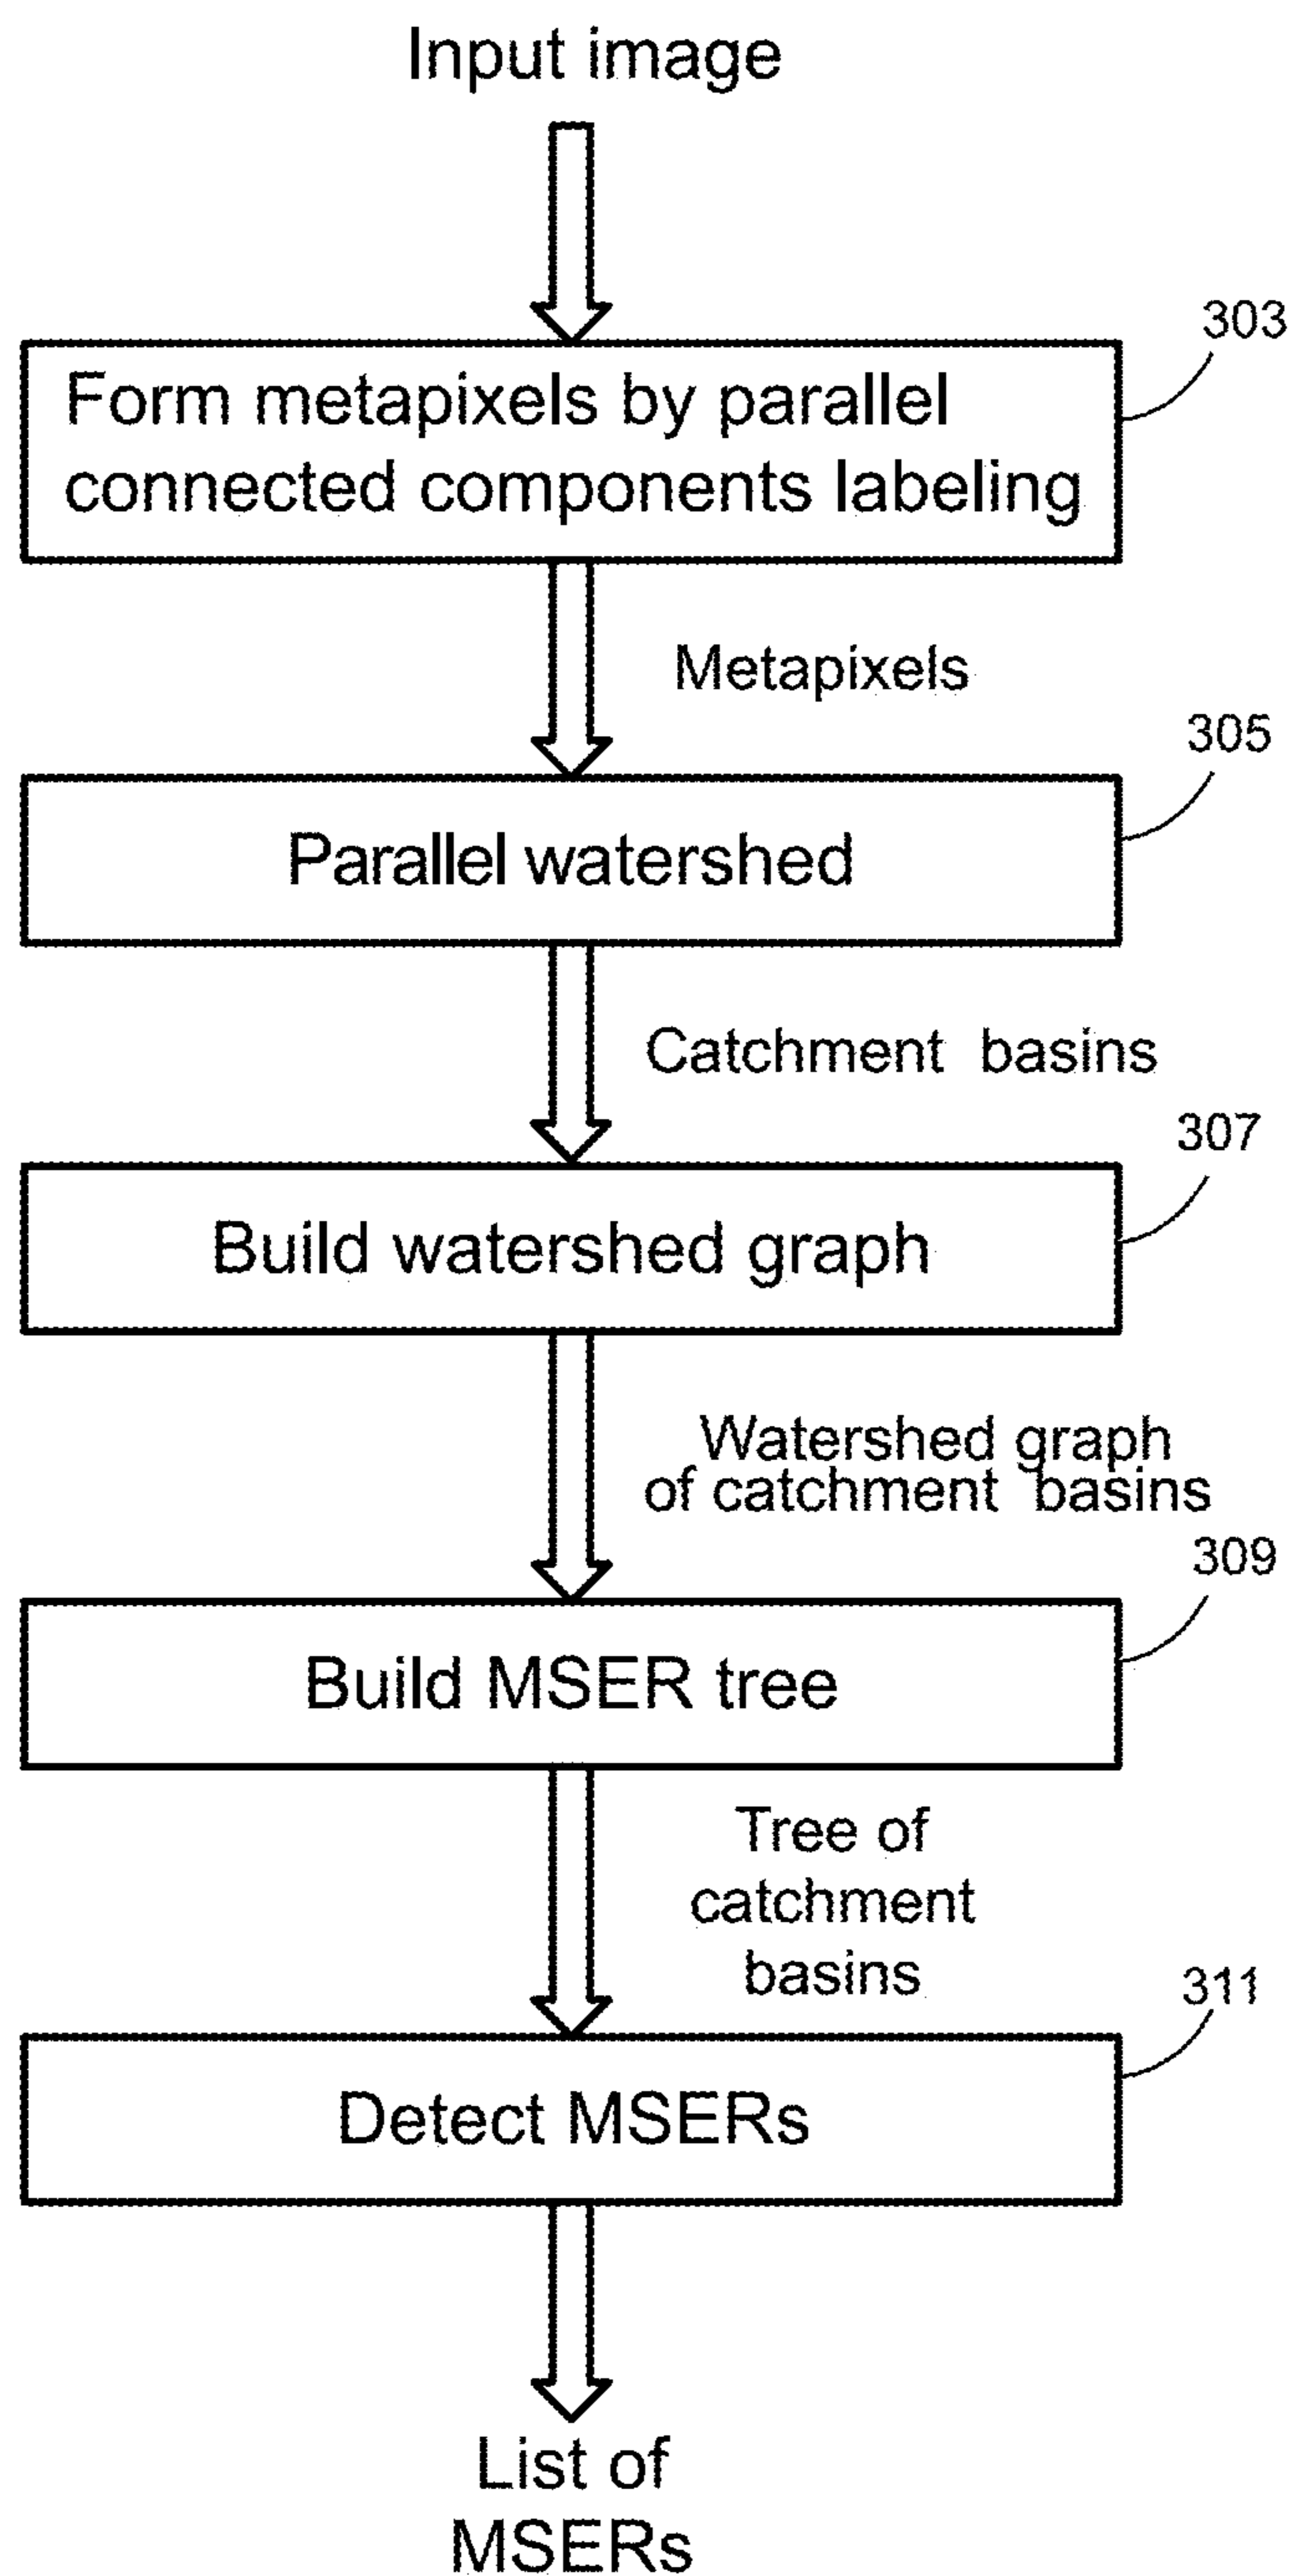 Input image
303
Form metapixels by parallel
connected components labeling
Metapixels
305
Parallel watershed
Catchment basins
307
Build watershed graph
Watershed graph
of catchment basins
309
Build MSER tree
Tree of
catchment
basins
311
Detect MSERs
List of
MSERs